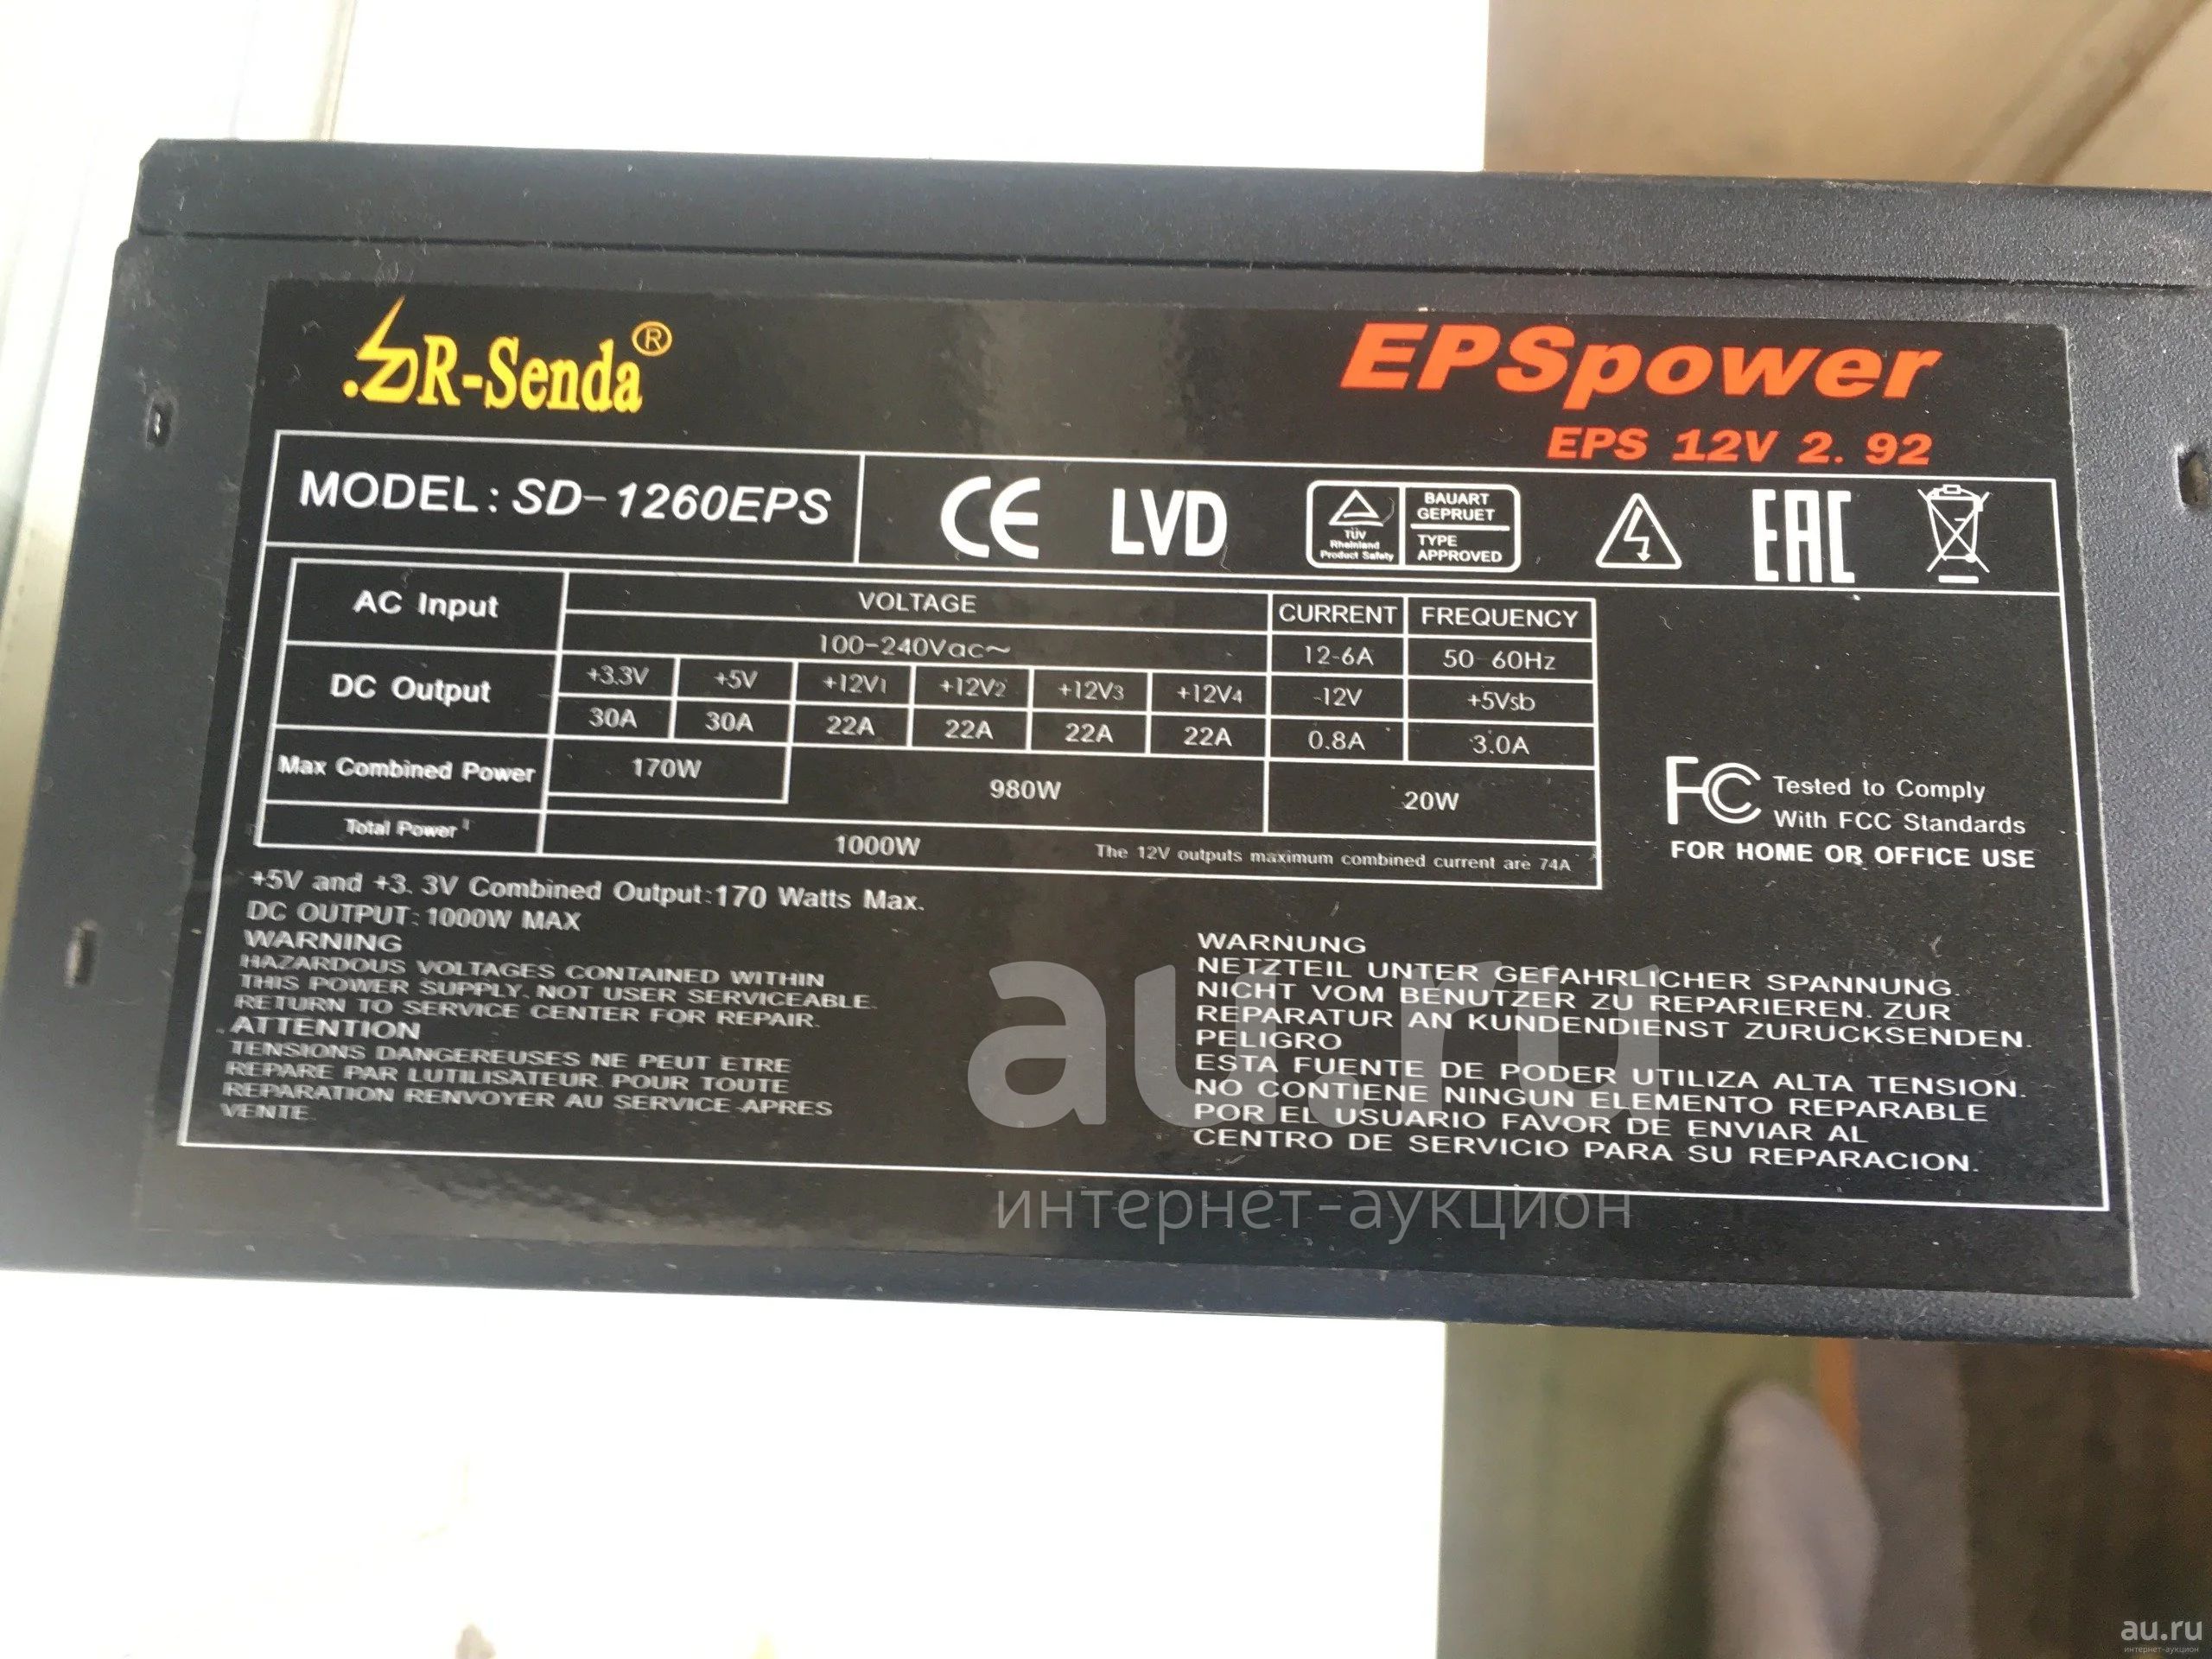 R-Senda®
EPSpower
EPS 12V 2. 92
MODEL: SD-1260EPS
CE LVD
TÜV
Rheinland
Product Safety
BAUART
GEPRUET
TYPE
APPROVED
EAC
AC Input VOLTAGE CURRENT FREQUENCY
100-240Vac~ 12-6A 50 60Hz
DC Output +3.3V +5V +12V1 +12V2 +12V3 +12V4 -12V +5Vsb
30A 30A 22A 22A 22A 22A 0.8A 3.0A
Max Combined Power 170W 980W 20W
Total Power 1000W The 12V outputs maximum combined current are 74A
FC Tested to Comply
With FCC Standards
FOR HOME OR OFFICE USE
+5V and +3. 3V Combined Output:170 Watts Max.
DC OUTPUT: 1000W MAX
WARNING
HAZARDOUS VOLTAGES CONTAINED WITHIN
THIS POWER SUPPLY. NOT USER SERVICEABLE.
RETURN TO SERVICE CENTER FOR REPAIR.
ATTENTION
TENSIONS DANGEREUSES NE PEUT ETRE
REPARE PAR LUTILISATEUR. POUR TOUTE
REPARATION RENVOYER AU SERVICE APRES
VENTE.
WARNUNG
NETZTEIL UNTER GEFAHRLICHER SPANNUNG.
NICHT VOM BENUTZER ZU REPARIEREN. ZUR
REPARATUR AN KUNDENDIENST ZURUCKSENDEN.
PELIGRO
ESTA FUENTE DE PODER UTILIZA ALTA TENSION.
NO CONTIENE NINGUN ELEMENTO REPARABLE
POR EL USUARIO FAVOR DE ENVIAR AL
CENTRO DE SERVICIO PARA SU REPARACION.
au.ru
интернет-аукцион
au.ru
интернет-аукцион